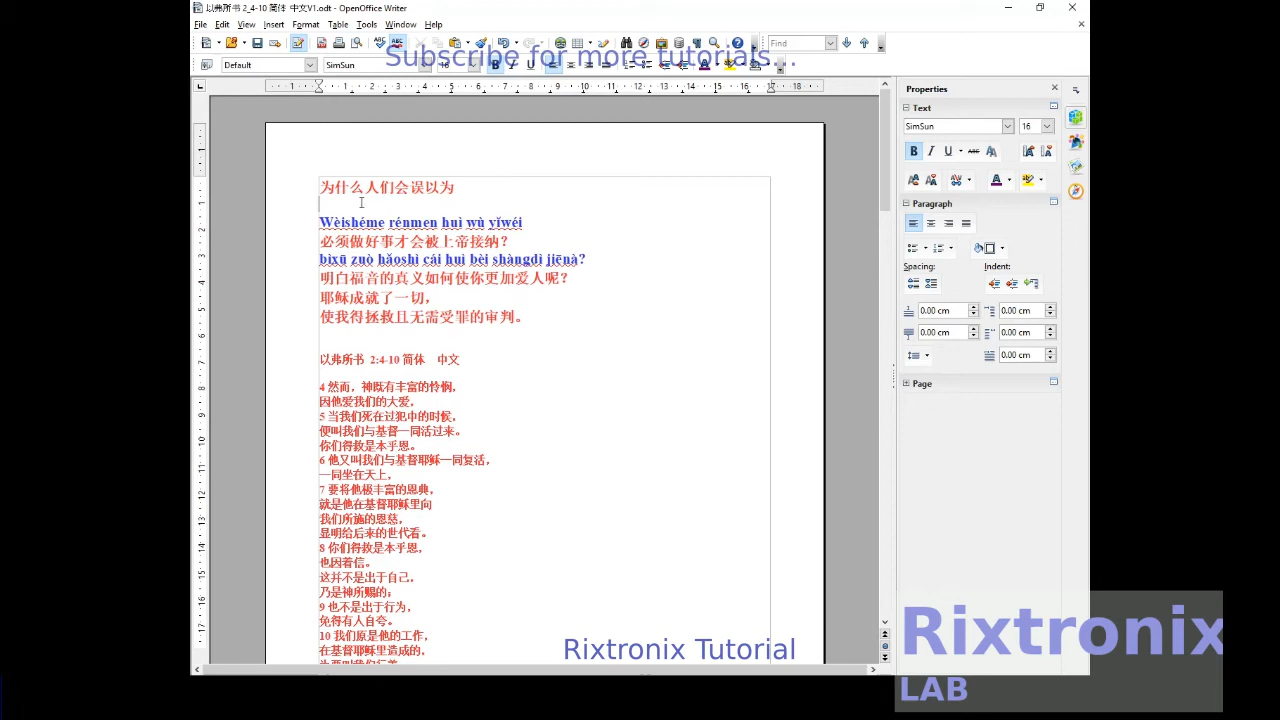 以弗所书 2_4-10 简体 中文V1.odt - OpenOffice Writer
File Edit View Insert Format Table Tools Window Help
Find
Subscribe for more tutorials...
Default SimSun 16
Properties
Text
SimSun 16
Paragraph
Spacing: Indent:
0.00 cm 0.00 cm
0.00 cm 0.00 cm
0.00 cm
Page
为什么人们会误以为
Wèishéme rénmen huì wù yǐwéi
必须做好事才会被上帝接纳？
bìxū zuò hǎoshì cái huì bèi shàngdì jiēnà?
明白福音的真义如何使你更加爱人呢？
耶稣成就了一切，
使我得拯救且无需受罪的审判。
以弗所书 2:4-10 简体 中文
4 然而，神既有丰富的怜悯，
因他爱我们的大爱，
5 当我们死在过犯中的时候，
便叫我们与基督一同活过来。
你们得救是本乎恩。
6 他又叫我们与基督耶稣一同复活，
一同坐在天上，
7 要将他极丰富的恩典，
就是他在基督耶稣里向
我们所施的恩慈，
显明给后来的世代看。
8 你们得救是本乎恩，
也因着信。
这并不是出于自己，
乃是神所赐的；
9 也不是出于行为，
免得有人自夸。
10 我们原是他的工作，
在基督耶稣里造成的，
Rixtronix Tutorial
Rixtronix
LAB